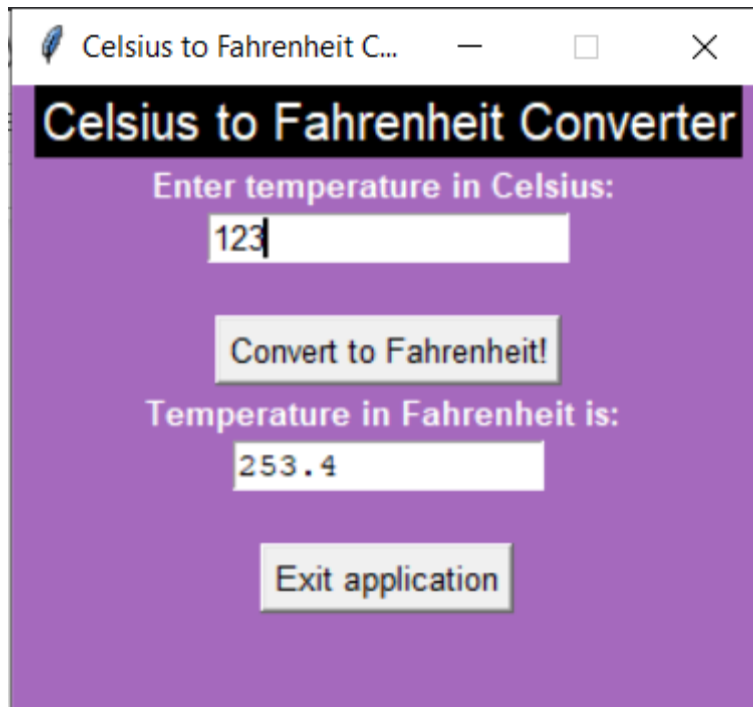 Celsius to Fahrenheit C...
Celsius to Fahrenheit Converter
Enter temperature in Celsius:
123
Convert to Fahrenheit!
Temperature in Fahrenheit is:
253.4
Exit application